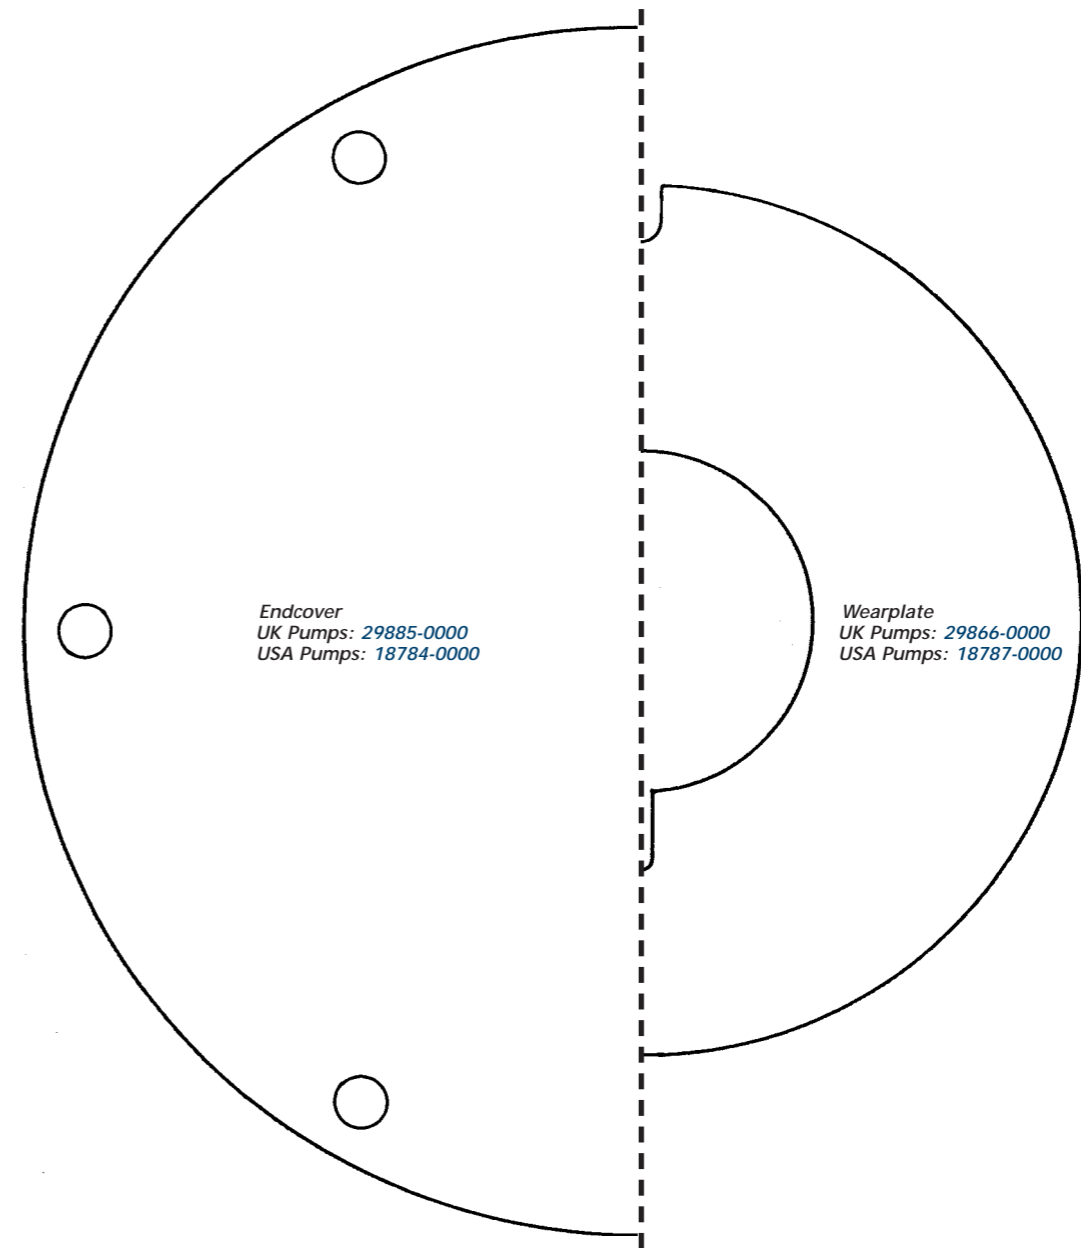 Endcover
UK Pumps: 29885-0000
USA Pumps: 18784-0000
Wearplate
UK Pumps: 29866-0000
USA Pumps: 18787-0000